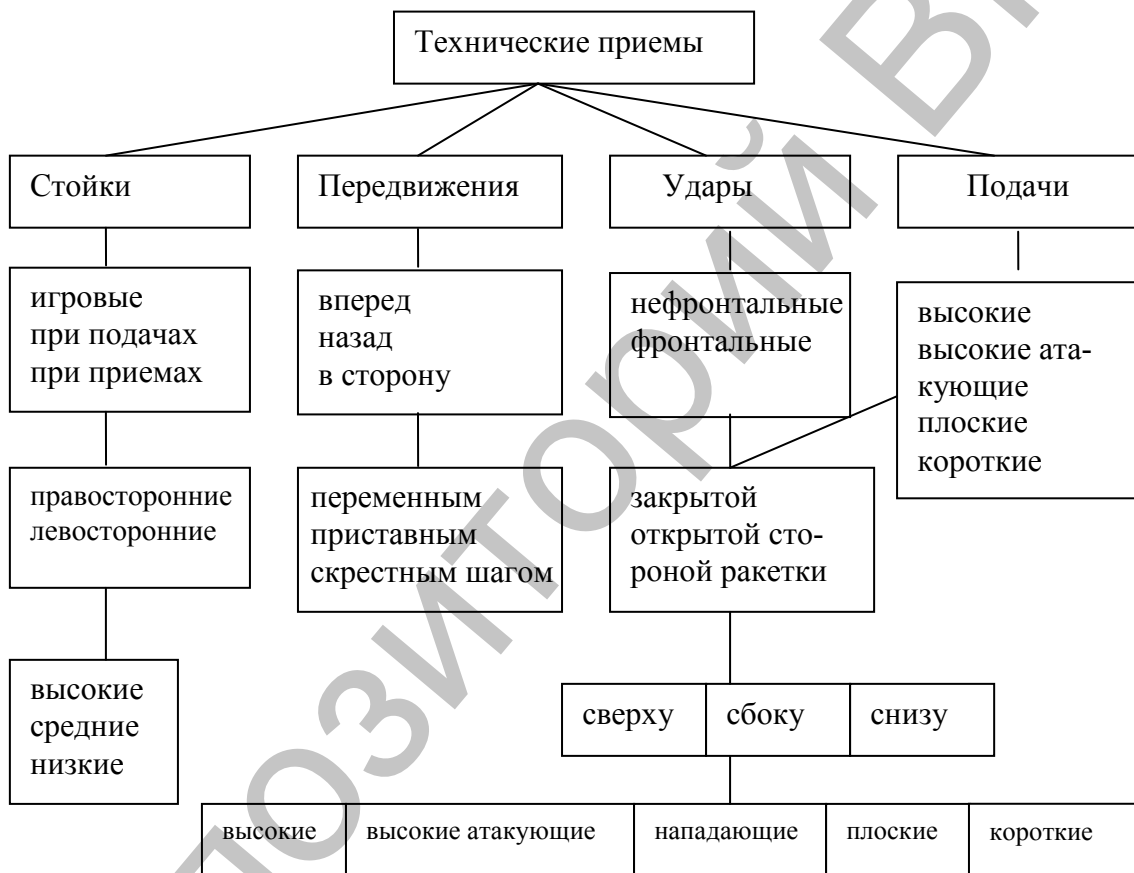 Технические приемы
Стойки
Передвижения
Удары
Подачи
игровые
при подачах
при приемах
вперед
назад
в сторону
нефронтальные
фронтальные
высокие
высокие ата-
кующие
плоские
короткие
правосторонние
левосторонние
переменным
приставным
скрестным шагом
закрытой
открытой сто-
роной ракетки
высокие
средние
низкие
сверху
сбоку
снизу
высокие
высокие атакующие
нападающие
плоские
короткие